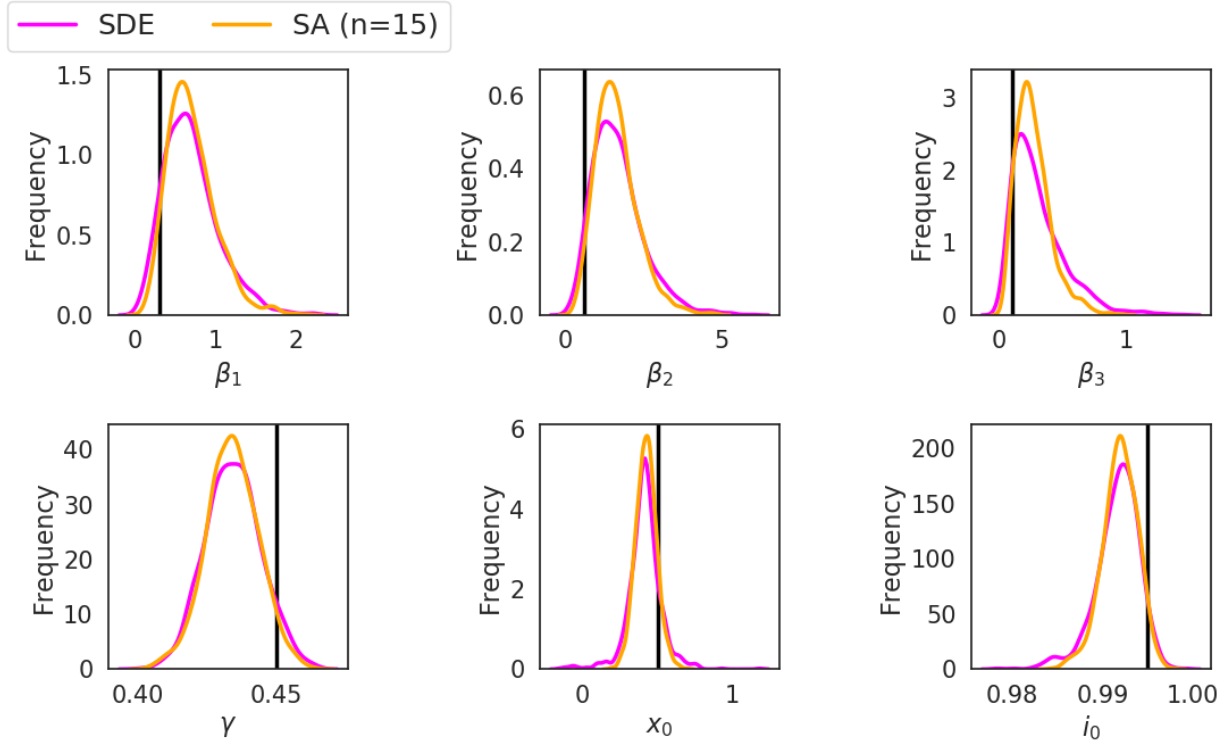 SDE SA (n=15)
1.5
1.0
0.5
0.0
Frequency
0 1 2
β₁
0.6
0.4
0.2
0.0
Frequency
0 5
β₂
3
2
1
0
Frequency
0 1
β₃
40
30
20
10
0
Frequency
0.40 0.45
γ
6
4
2
0
Frequency
0 1
x₀
200
150
100
50
0
Frequency
0.98 0.99 1.00
i₀